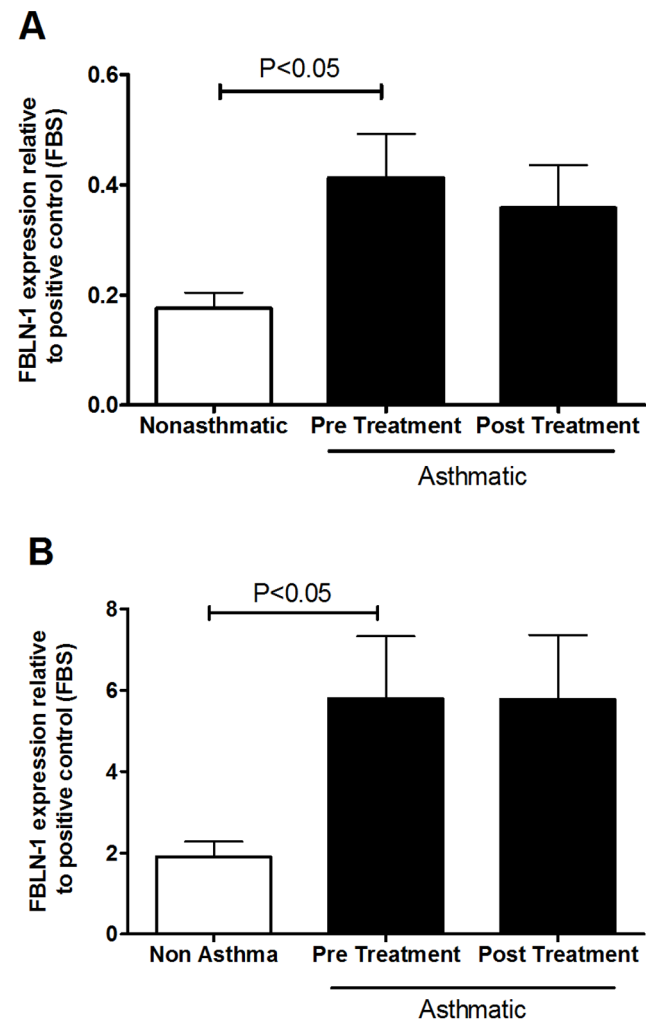 A
P<0.05
FBLN-1 expression relative
to positive control (FBS)
0.6
0.4
0.2
0.0
Nonasthmatic Pre Treatment Post Treatment
Asthmatic
B
P<0.05
FBLN-1 expression relative
to positive control (FBS)
8
6
4
2
0
Non Asthma Pre Treatment Post Treatment
Asthmatic